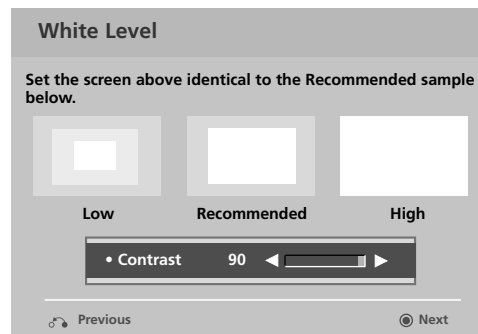 White Level
Set the screen above identical to the Recommended sample
below.
Low Recommended High
• Contrast 90
Previous Next